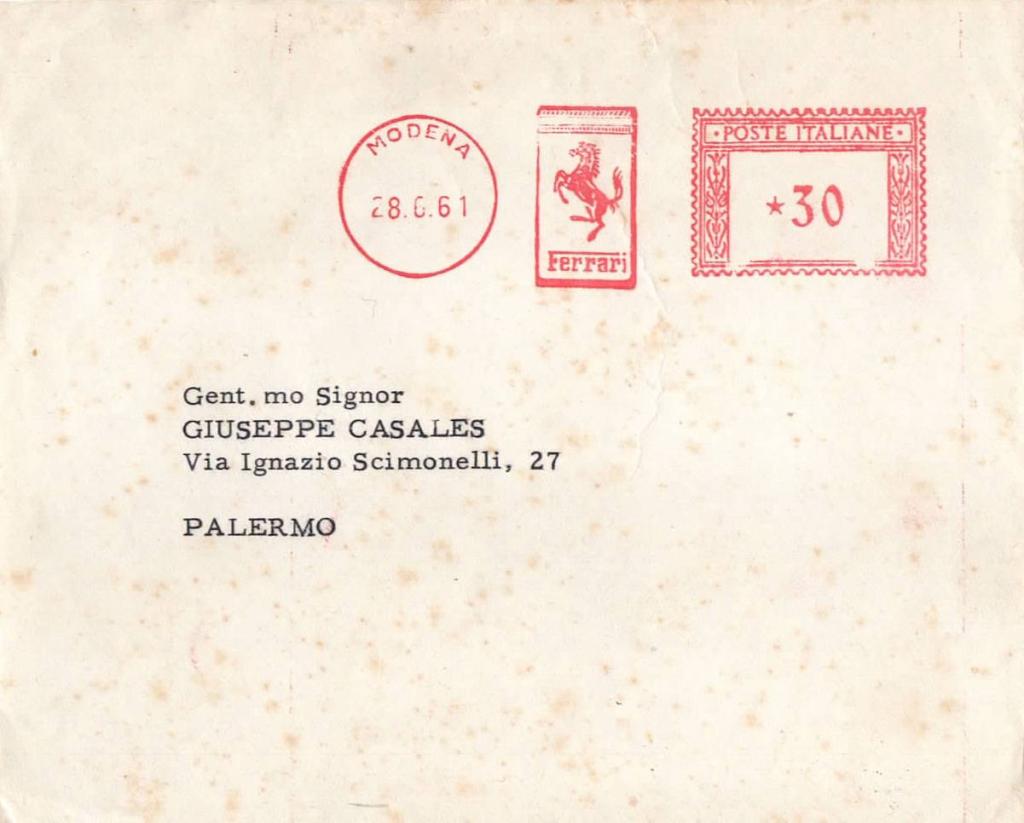 MODENA
28.6.61
Ferrari
·POSTE ITALIANE·
★30
Gent.mo Signor
GIUSEPPE CASALES
Via Ignazio Scimonelli, 27
PALERMO